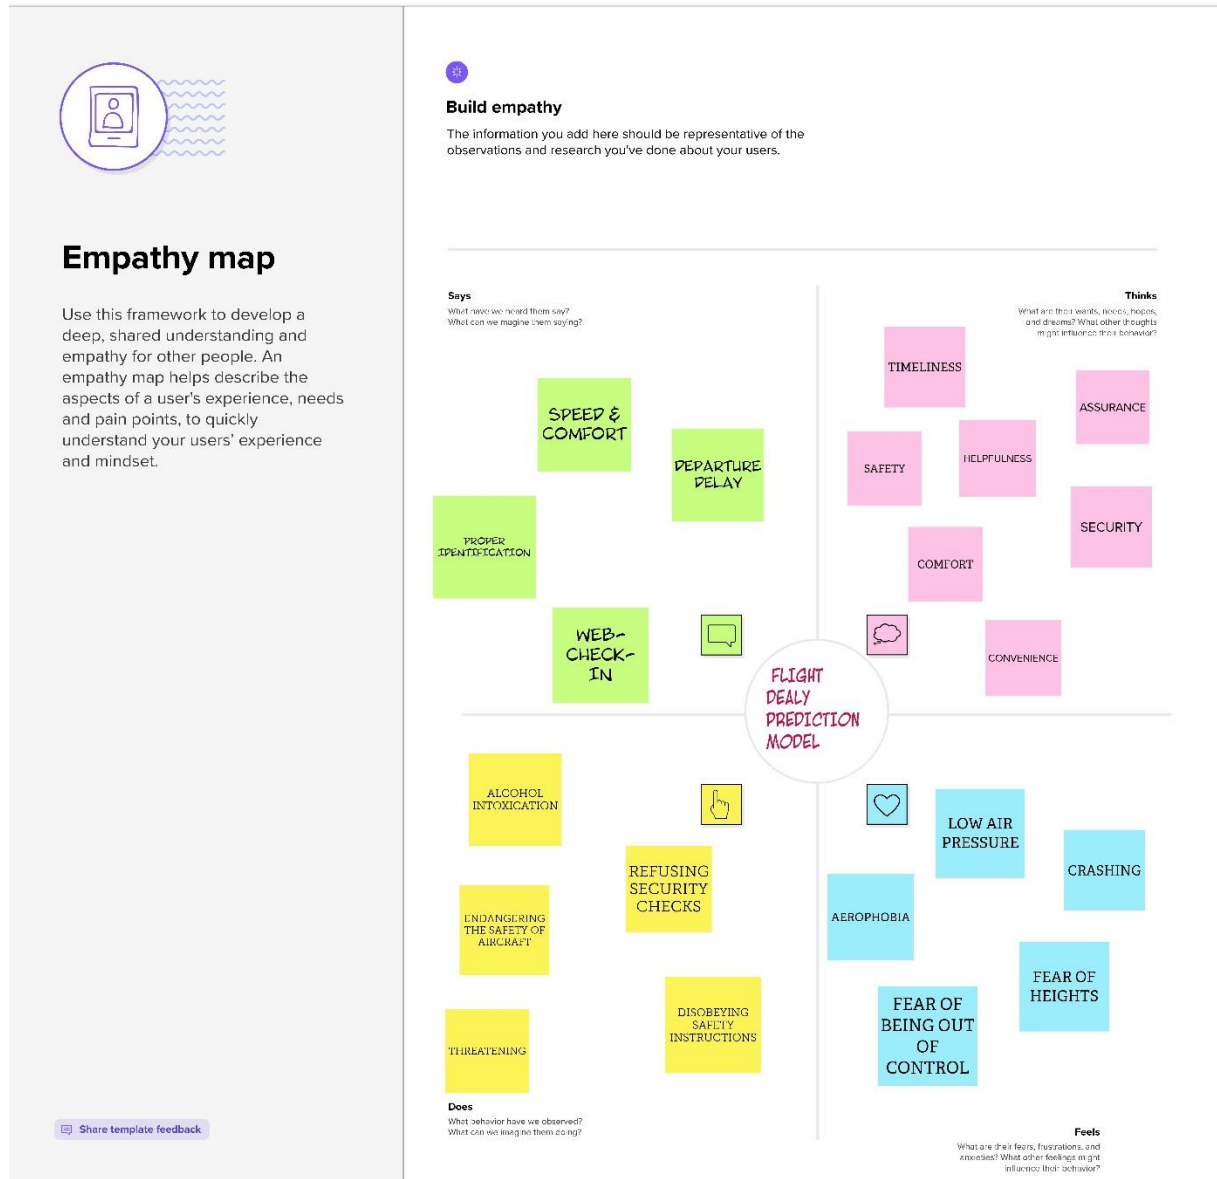 Empathy map
Use this framework to develop a
deep, shared understanding and
empathy for other people. An
empathy map helps describe the
aspects of a user's experience, needs
and pain points, to quickly
understand your users' experience
and mindset.
Share template feedback
Build empathy
The information you add here should be representative of the
observations and research you've done about your users.
Says
What have we heard them say?
What can we imagine them saying?
SPEED &
COMFORT
DEPARTURE
DELAY
PROPER
IDENTIFICATION
WEB-
CHECK-
IN
Thinks
What are their wants, needs, hopes,
and dreams? What other thoughts
might influence their behavior?
TIMELINESS
ASSURANCE
HELPFULNESS
SAFETY
SECURITY
COMFORT
CONVENIENCE
FLIGHT
DEALY
PREDICTION
MODEL
ALCOHOL
INTOXICATION
REFUSING
SECURITY
CHECKS
ENDANGERING
THE SAFETY OF
AIRCRAFT
DISOBEYING
SAFETY
INSTRUCTIONS
THREATENING
Does
What behavior have we observed?
What can we imagine them doing?
LOW AIR
PRESSURE
CRASHING
AEROPHOBIA
FEAR OF
HEIGHTS
FEAR OF
BEING OUT
OF
CONTROL
Feels
What are their fears, frustrations, and
anxieties? What other feelings might
influence their behavior?